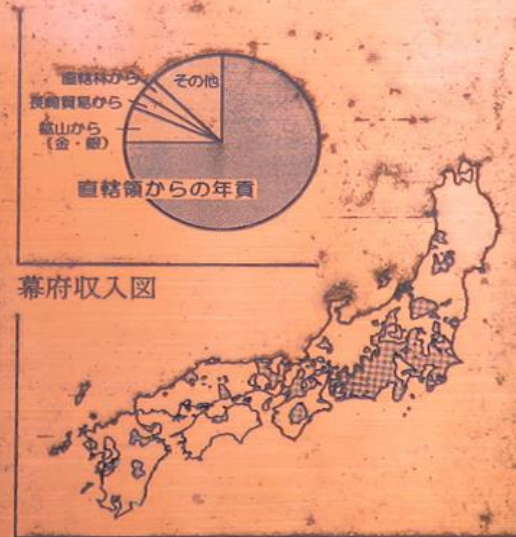 その他
直轄林から
長崎貿易から
鉱山から
（金・銀）
直轄領からの年貢
幕府収入図